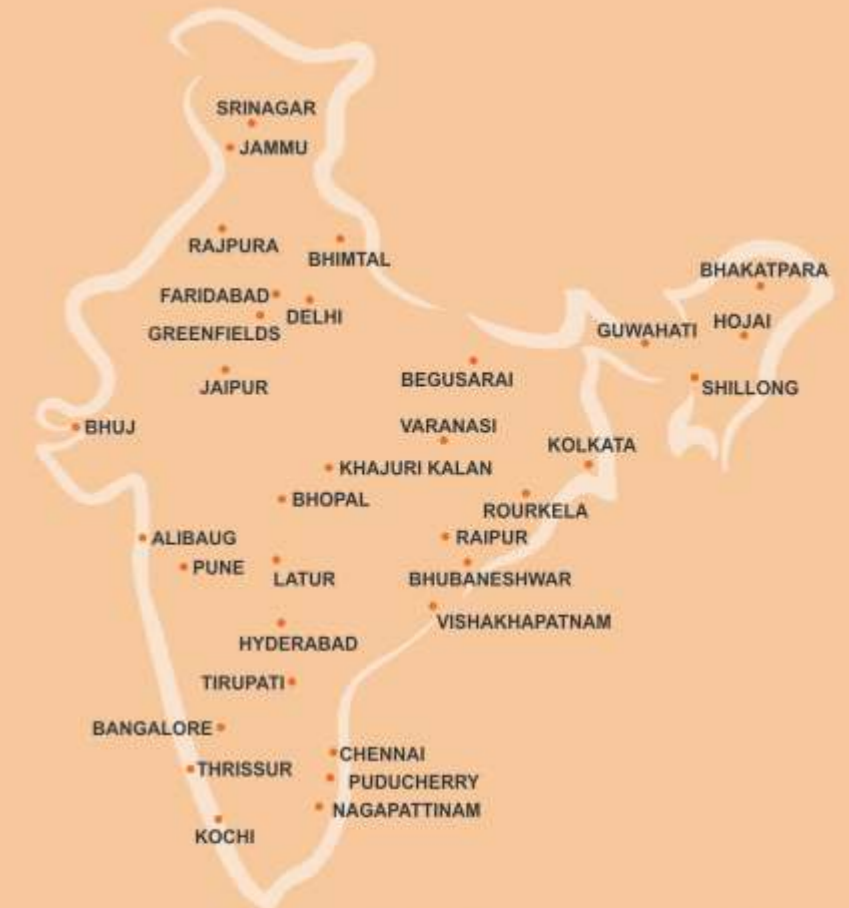 SRINAGAR
JAMMU
RAJPURA
BHIMTAL
BHAKATPARA
FARIDABAD
DELHI
GREENFIELDS
GUWAHATI
HOJAI
JAIPUR
BEGUSARAI
SHILLONG
BHUJ
VARANASI
KOLKATA
KHAJURI KALAN
BHOPAL
ROURKELA
ALIBAUG
RAIPUR
PUNE
LATUR
BHUBANESHWAR
VISHAKHAPATNAM
HYDERABAD
TIRUPATI
BANGALORE
CHENNAI
THRISSUR
PUDUCHERRY
NAGAPATTINAM
KOCHI